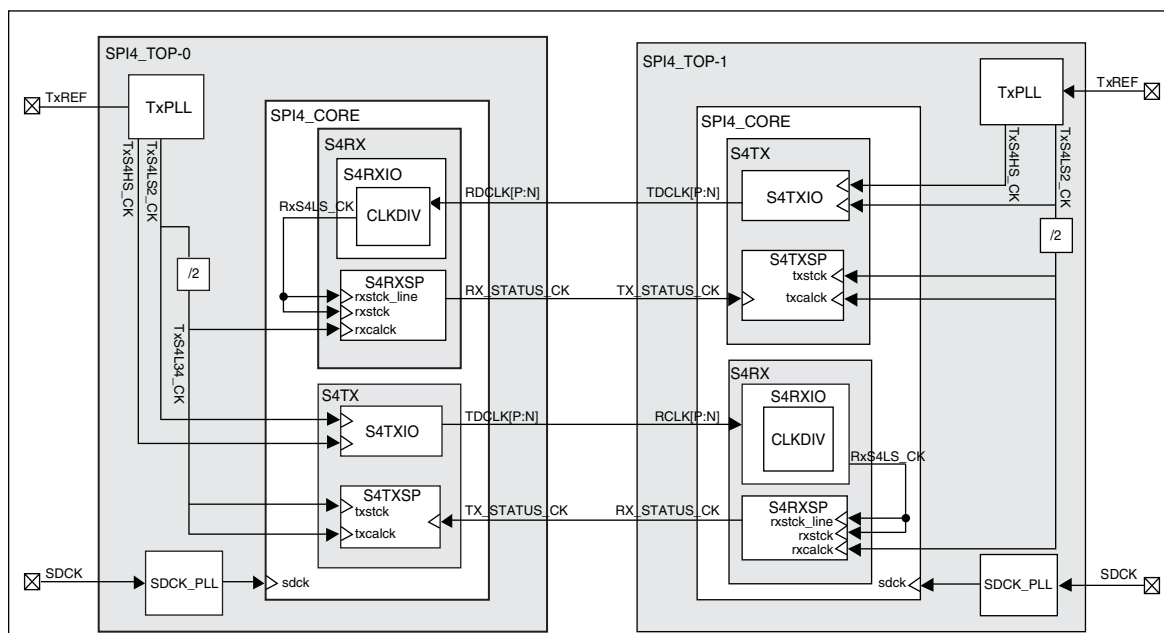 SPI4_TOP-0
TxREF
TxPLL
TxS4HS_CK
TxS4LS2_CK
/2
TxS4L34_CK
SPI4_CORE
S4RX
S4RXIO
CLKDIV
RxS4LS_CK
S4RXSP
rxstck_line
rxstck
rxcalck
S4TX
S4TXIO
S4TXSP
txstck
txcalck
SDCK
SDCK_PLL
sdck
RDCLK[P:N]
TDCLK[P:N]
RX_STATUS_CK
TX_STATUS_CK
TDCLK[P:N]
RCLK[P:N]
TX_STATUS_CK
RX_STATUS_CK
SPI4_TOP-1
TxPLL
TxREF
TxS4HS_CK
TxS4LS2_CK
/2
SPI4_CORE
S4TX
S4TXIO
S4TXSP
txstck
txcalck
S4RX
S4RXIO
CLKDIV
RxS4LS_CK
S4RXSP
rxstck_line
rxstck
rxcalck
sdck
SDCK_PLL
SDCK